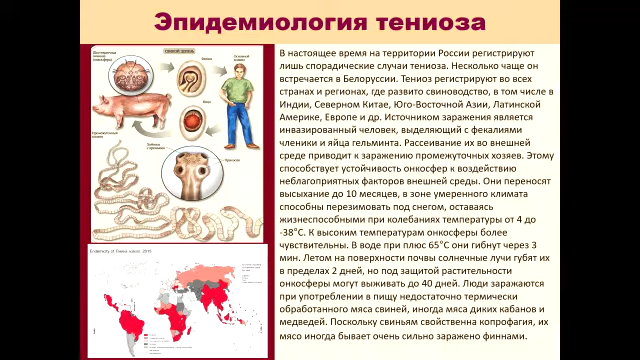 Эпидемиология тениоза
СВИНОЙ ЦЕПЕНЬ
Endemicity of Taenia solium, 2015
В настоящее время на территории России регистрируют
лишь спорадические случаи тениоза. Несколько чаще он
встречается в Белоруссии. Тениоз регистрируют во всех
странах и регионах, где развито свиноводство, в том числе в
Индии, Северном Китае, Юго-Восточной Азии, Латинской
Америке, Европе и др. Источником заражения является
инвазированный человек, выделяющий с фекалиями
членики и яйца гельминта. Рассеивание их во внешней
среде приводит к заражению промежуточных хозяев. Этому
способствует устойчивость онкосфер к воздействию
неблагоприятных факторов внешней среды. Они переносят
высыхание до 10 месяцев, в зоне умеренного климата
способны перезимовать под снегом, оставаясь
жизнеспособными при колебаниях температуры от 4 до
-38°С. К высоким температурам онкосферы более
чувствительны. В воде при плюс 65°С они гибнут через 3
мин. Летом на поверхности почвы солнечные лучи губят их
в пределах 2 дней, но под защитой растительности
онкосферы могут выживать до 40 дней. Люди заражаются
при употреблении в пищу недостаточно термически
обработанного мяса свиней, иногда мяса диких кабанов и
медведей. Поскольку свиньям свойственна копрофагия, их
мясо иногда бывает очень сильно заражено финнами.